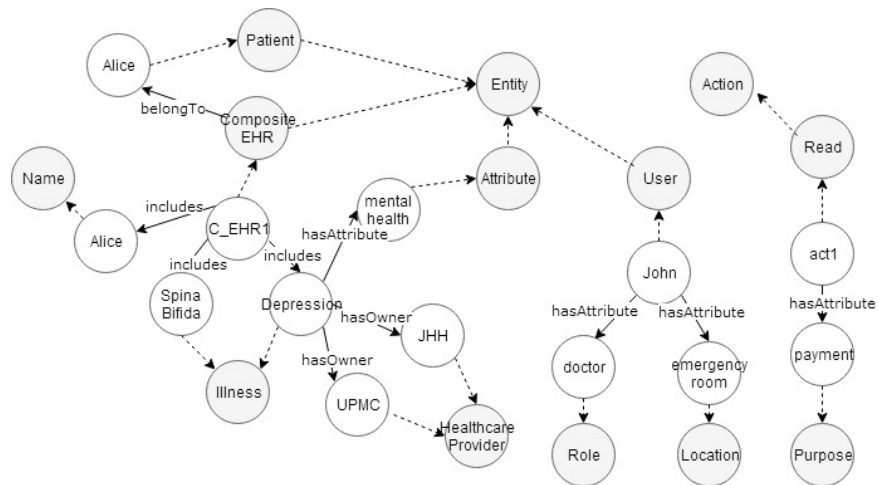 Patient
Alice
Entity
Action
belongTo
Composite
EHR
Read
Name
Attribute
User
mental
health
includes
Alice
C_EHR1
hasAttribute
includes
includes
John
act1
Spina
Bifida
Depression
hasAttribute
hasAttribute
hasAttribute
hasOwner
JHH
hasOwner
doctor
emergency
room
payment
Illness
UPMC
Healthcare
Provider
Role
Location
Purpose